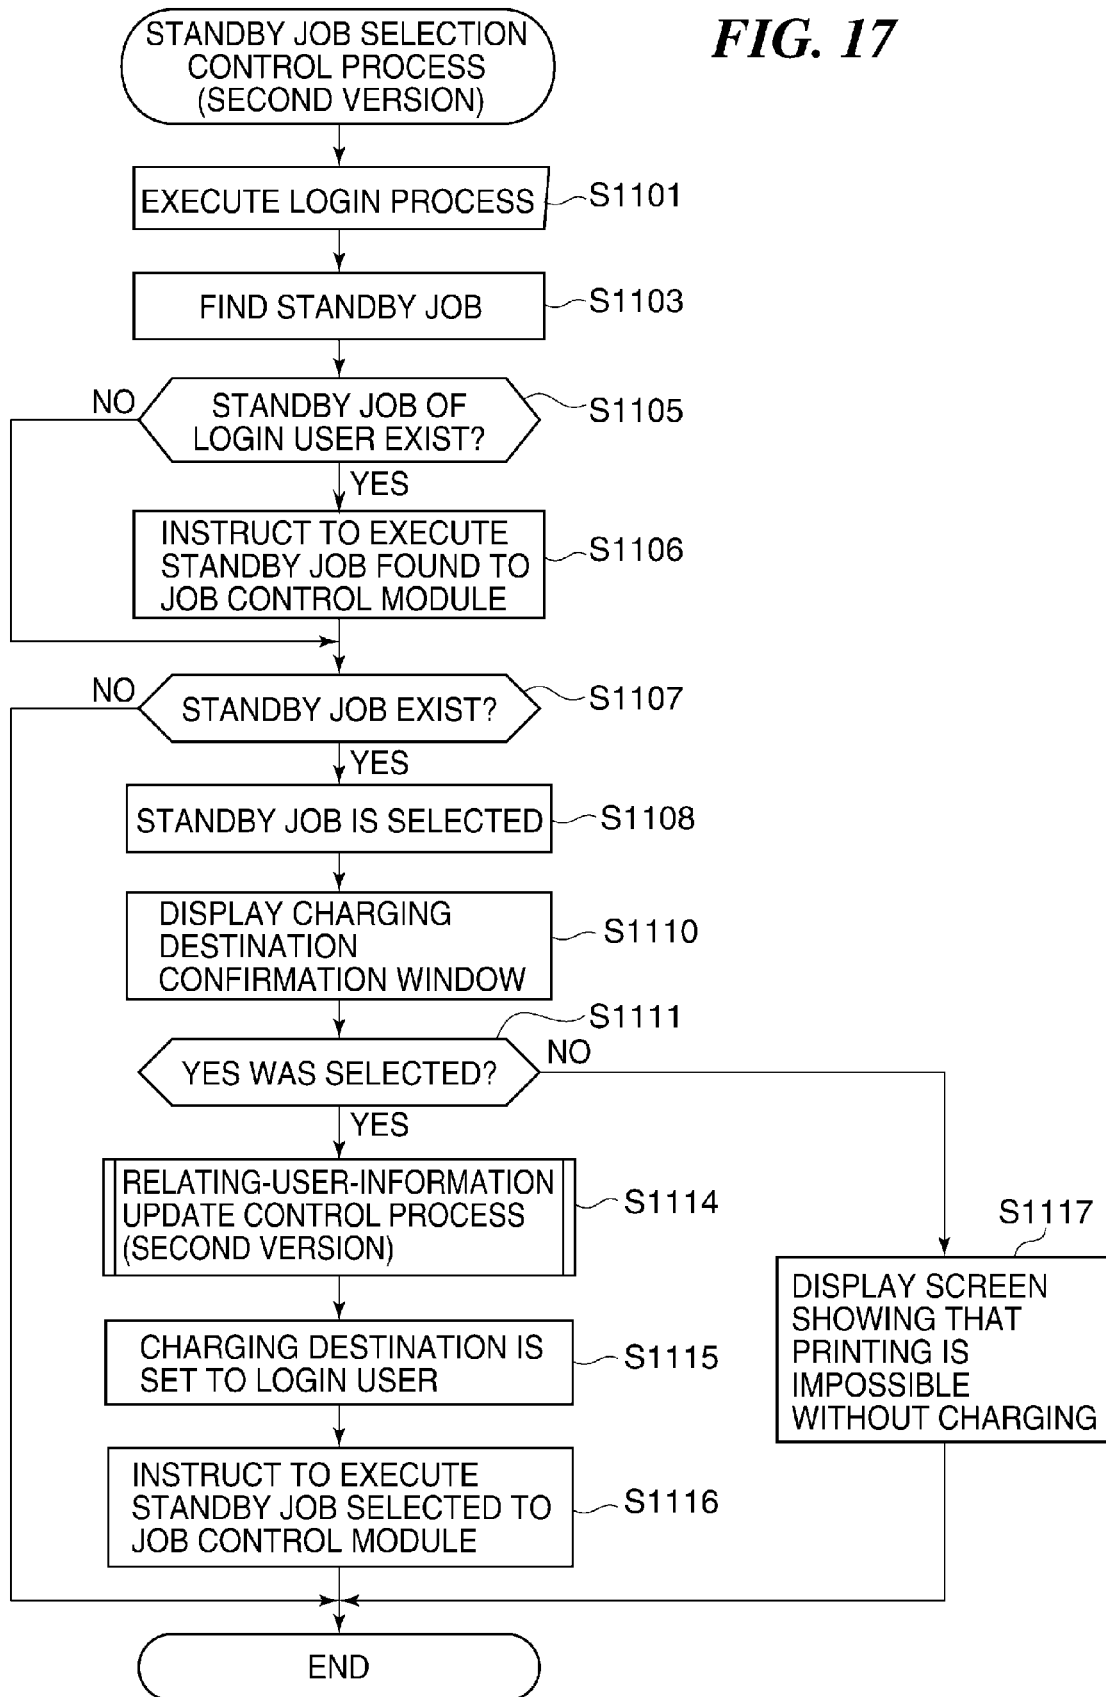 FIG. 17
STANDBY JOB SELECTION
CONTROL PROCESS
(SECOND VERSION)
EXECUTE LOGIN PROCESS
S1101
FIND STANDBY JOB
S1103
NO
STANDBY JOB OF
LOGIN USER EXIST?
S1105
YES
INSTRUCT TO EXECUTE
STANDBY JOB FOUND TO
JOB CONTROL MODULE
S1106
NO
STANDBY JOB EXIST?
S1107
YES
STANDBY JOB IS SELECTED
S1108
DISPLAY CHARGING
DESTINATION
CONFIRMATION WINDOW
S1110
YES WAS SELECTED?
S1111
NO
YES
RELATING-USER-INFORMATION
UPDATE CONTROL PROCESS
(SECOND VERSION)
S1114
CHARGING DESTINATION IS
SET TO LOGIN USER
S1115
INSTRUCT TO EXECUTE
STANDBY JOB SELECTED TO
JOB CONTROL MODULE
S1116
S1117
DISPLAY SCREEN
SHOWING THAT
PRINTING IS
IMPOSSIBLE
WITHOUT CHARGING
END